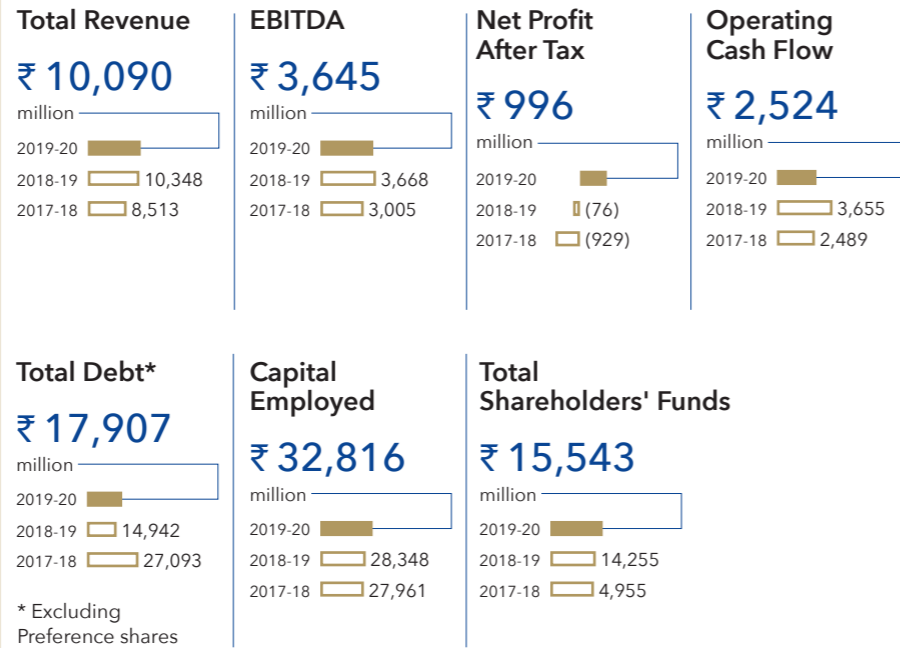 Total Revenue
₹ 10,090
million
2019-20
2018-19 10,348
2017-18 8,513
EBITDA
₹ 3,645
million
2019-20
2018-19 3,668
2017-18 3,005
Net Profit
After Tax
₹ 996
million
2019-20
2018-19 (76)
2017-18 (929)
Operating
Cash Flow
₹ 2,524
million
2019-20
2018-19 3,655
2017-18 2,489
Total Debt*
₹ 17,907
million
2019-20
2018-19 14,942
2017-18 27,093
* Excluding
Preference shares
Capital
Employed
₹ 32,816
million
2019-20
2018-19 28,348
2017-18 27,961
Total
Shareholders' Funds
₹ 15,543
million
2019-20
2018-19 14,255
2017-18 4,955